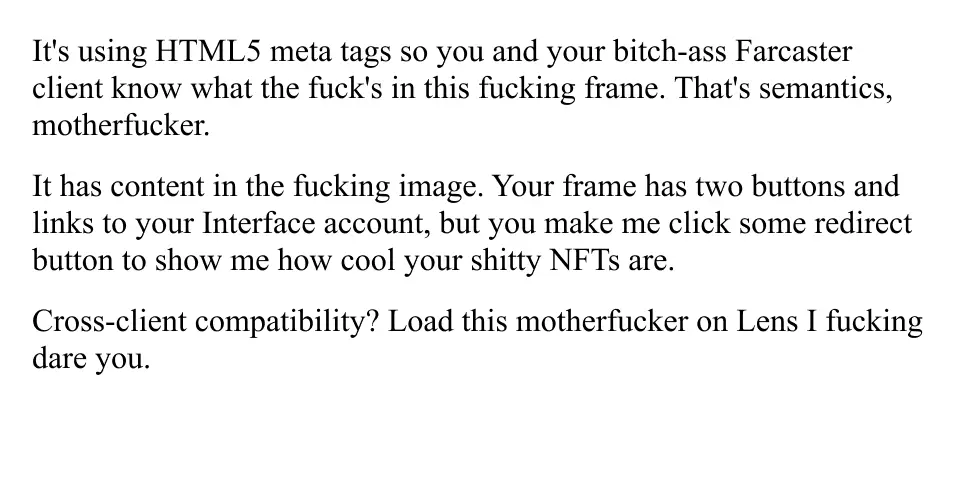 It's using HTML5 meta tags so you and your bitch-ass Farcaster
client know what the fuck's in this fucking frame. That's semantics,
motherfucker.
It has content in the fucking image. Your frame has two buttons and
links to your Interface account, but you make me click some redirect
button to show me how cool your shitty NFTs are.
Cross-client compatibility? Load this motherfucker on Lens I fucking
dare you.